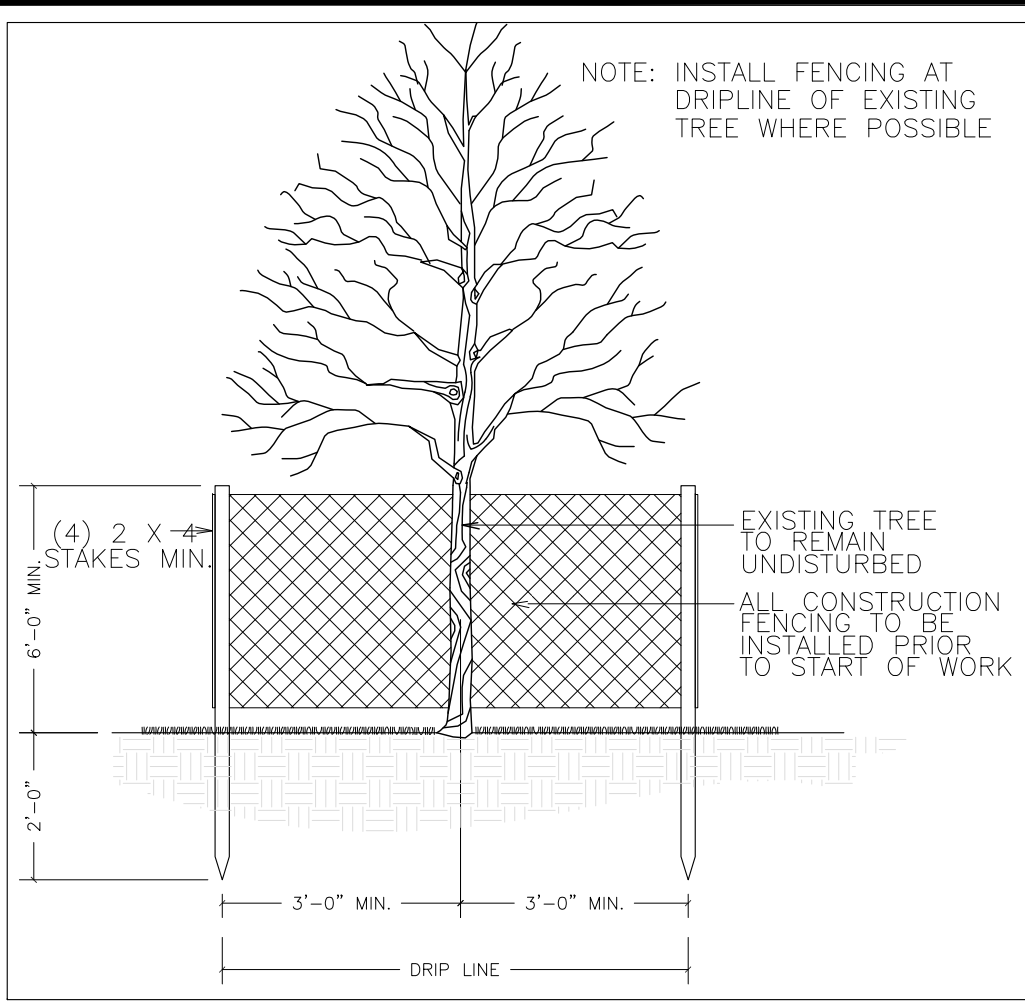 NOTE: INSTALL FENCING AT
DRIPLINE OF EXISTING
TREE WHERE POSSIBLE
(4) 2 X 4
STAKES MIN.
6'-0" MIN.
EXISTING TREE
TO REMAIN
UNDISTURBED
ALL CONSTRUCTION
FENCING TO BE
INSTALLED PRIOR
TO START OF WORK
2'-0"
3'-0" MIN.
3'-0" MIN.
DRIP LINE